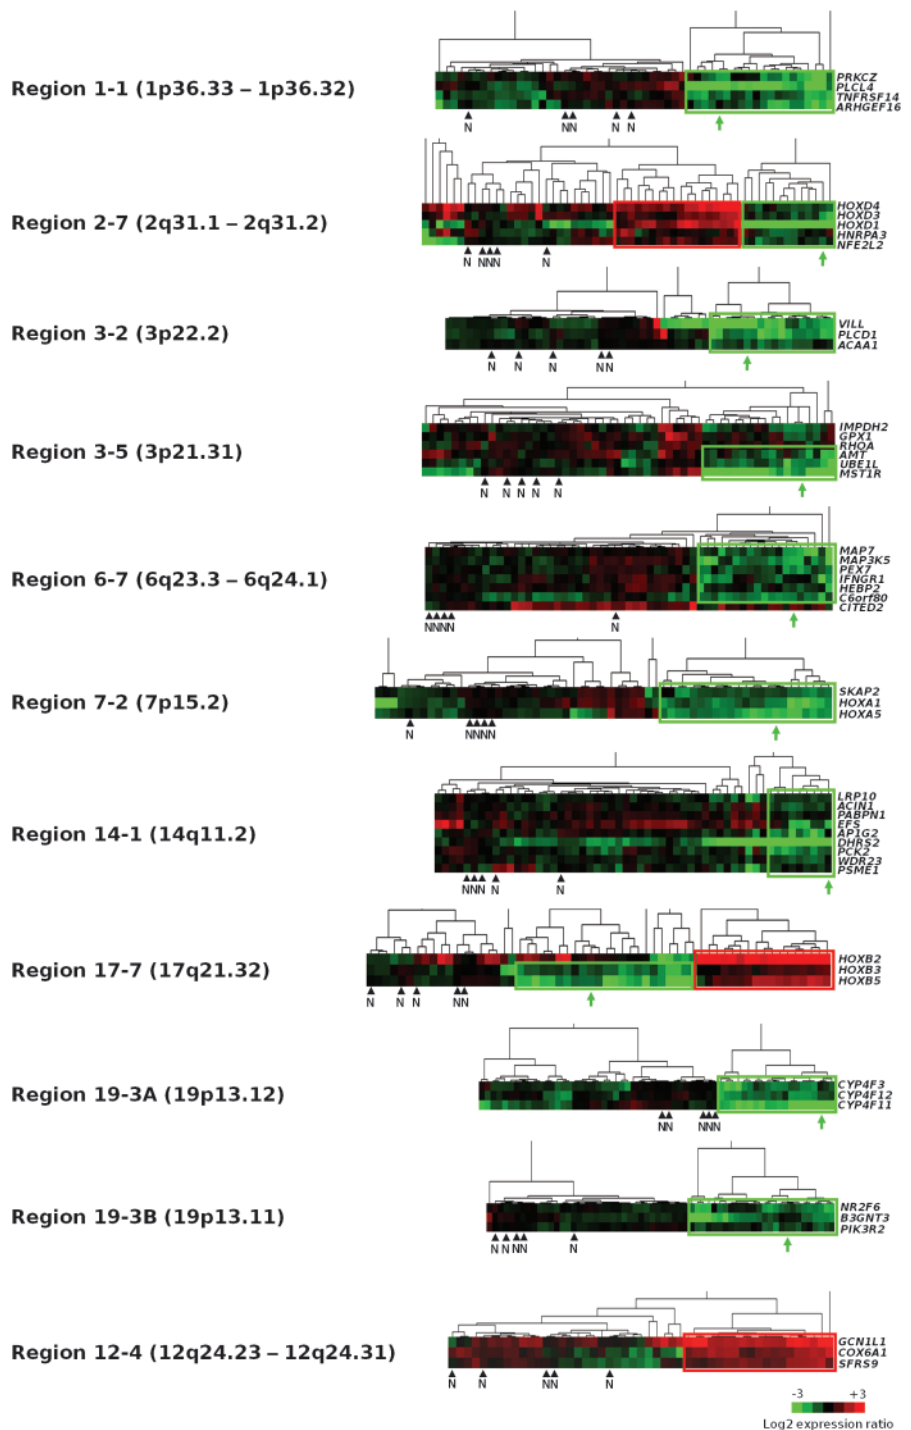 Region 1-1 (1p36.33 – 1p36.32)
PRKCZ
PLCL4
TNFRSF14
ARHGEF16
N NN N N
Region 2-7 (2q31.1 – 2q31.2)
HOXD4
HOXD3
HOXD1
HNRPA3
NFE2L2
N NNN N
Region 3-2 (3p22.2)
VILL
PLCD1
ACAA1
N N N NN
Region 3-5 (3p21.31)
IMPDH2
GPX1
RHOA
AMT
UBE1L
MST1R
N N N N N
Region 6-7 (6q23.3 – 6q24.1)
MAP7
MAP3K5
PEX7
IFNGR1
HEBP2
C6orf80
CITED2
NNNN N
Region 7-2 (7p15.2)
SKAP2
HOXA1
HOXA5
N NNNN
Region 14-1 (14q11.2)
LRP10
ACIN1
PABPN1
EFS
AP1G2
DHRS2
PCK2
WDR23
PSME1
NNN N N
Region 17-7 (17q21.32)
HOXB2
HOXB3
HOXB5
N N N NN
Region 19-3A (19p13.12)
CYP4F3
CYP4F12
CYP4F11
NN NNN
Region 19-3B (19p13.11)
NR2F6
B3GNT3
PIK3R2
N N NN N
Region 12-4 (12q24.23 – 12q24.31)
GCN1L1
COX6A1
SFRS9
N N NN N
-3 +3
Log2 expression ratio